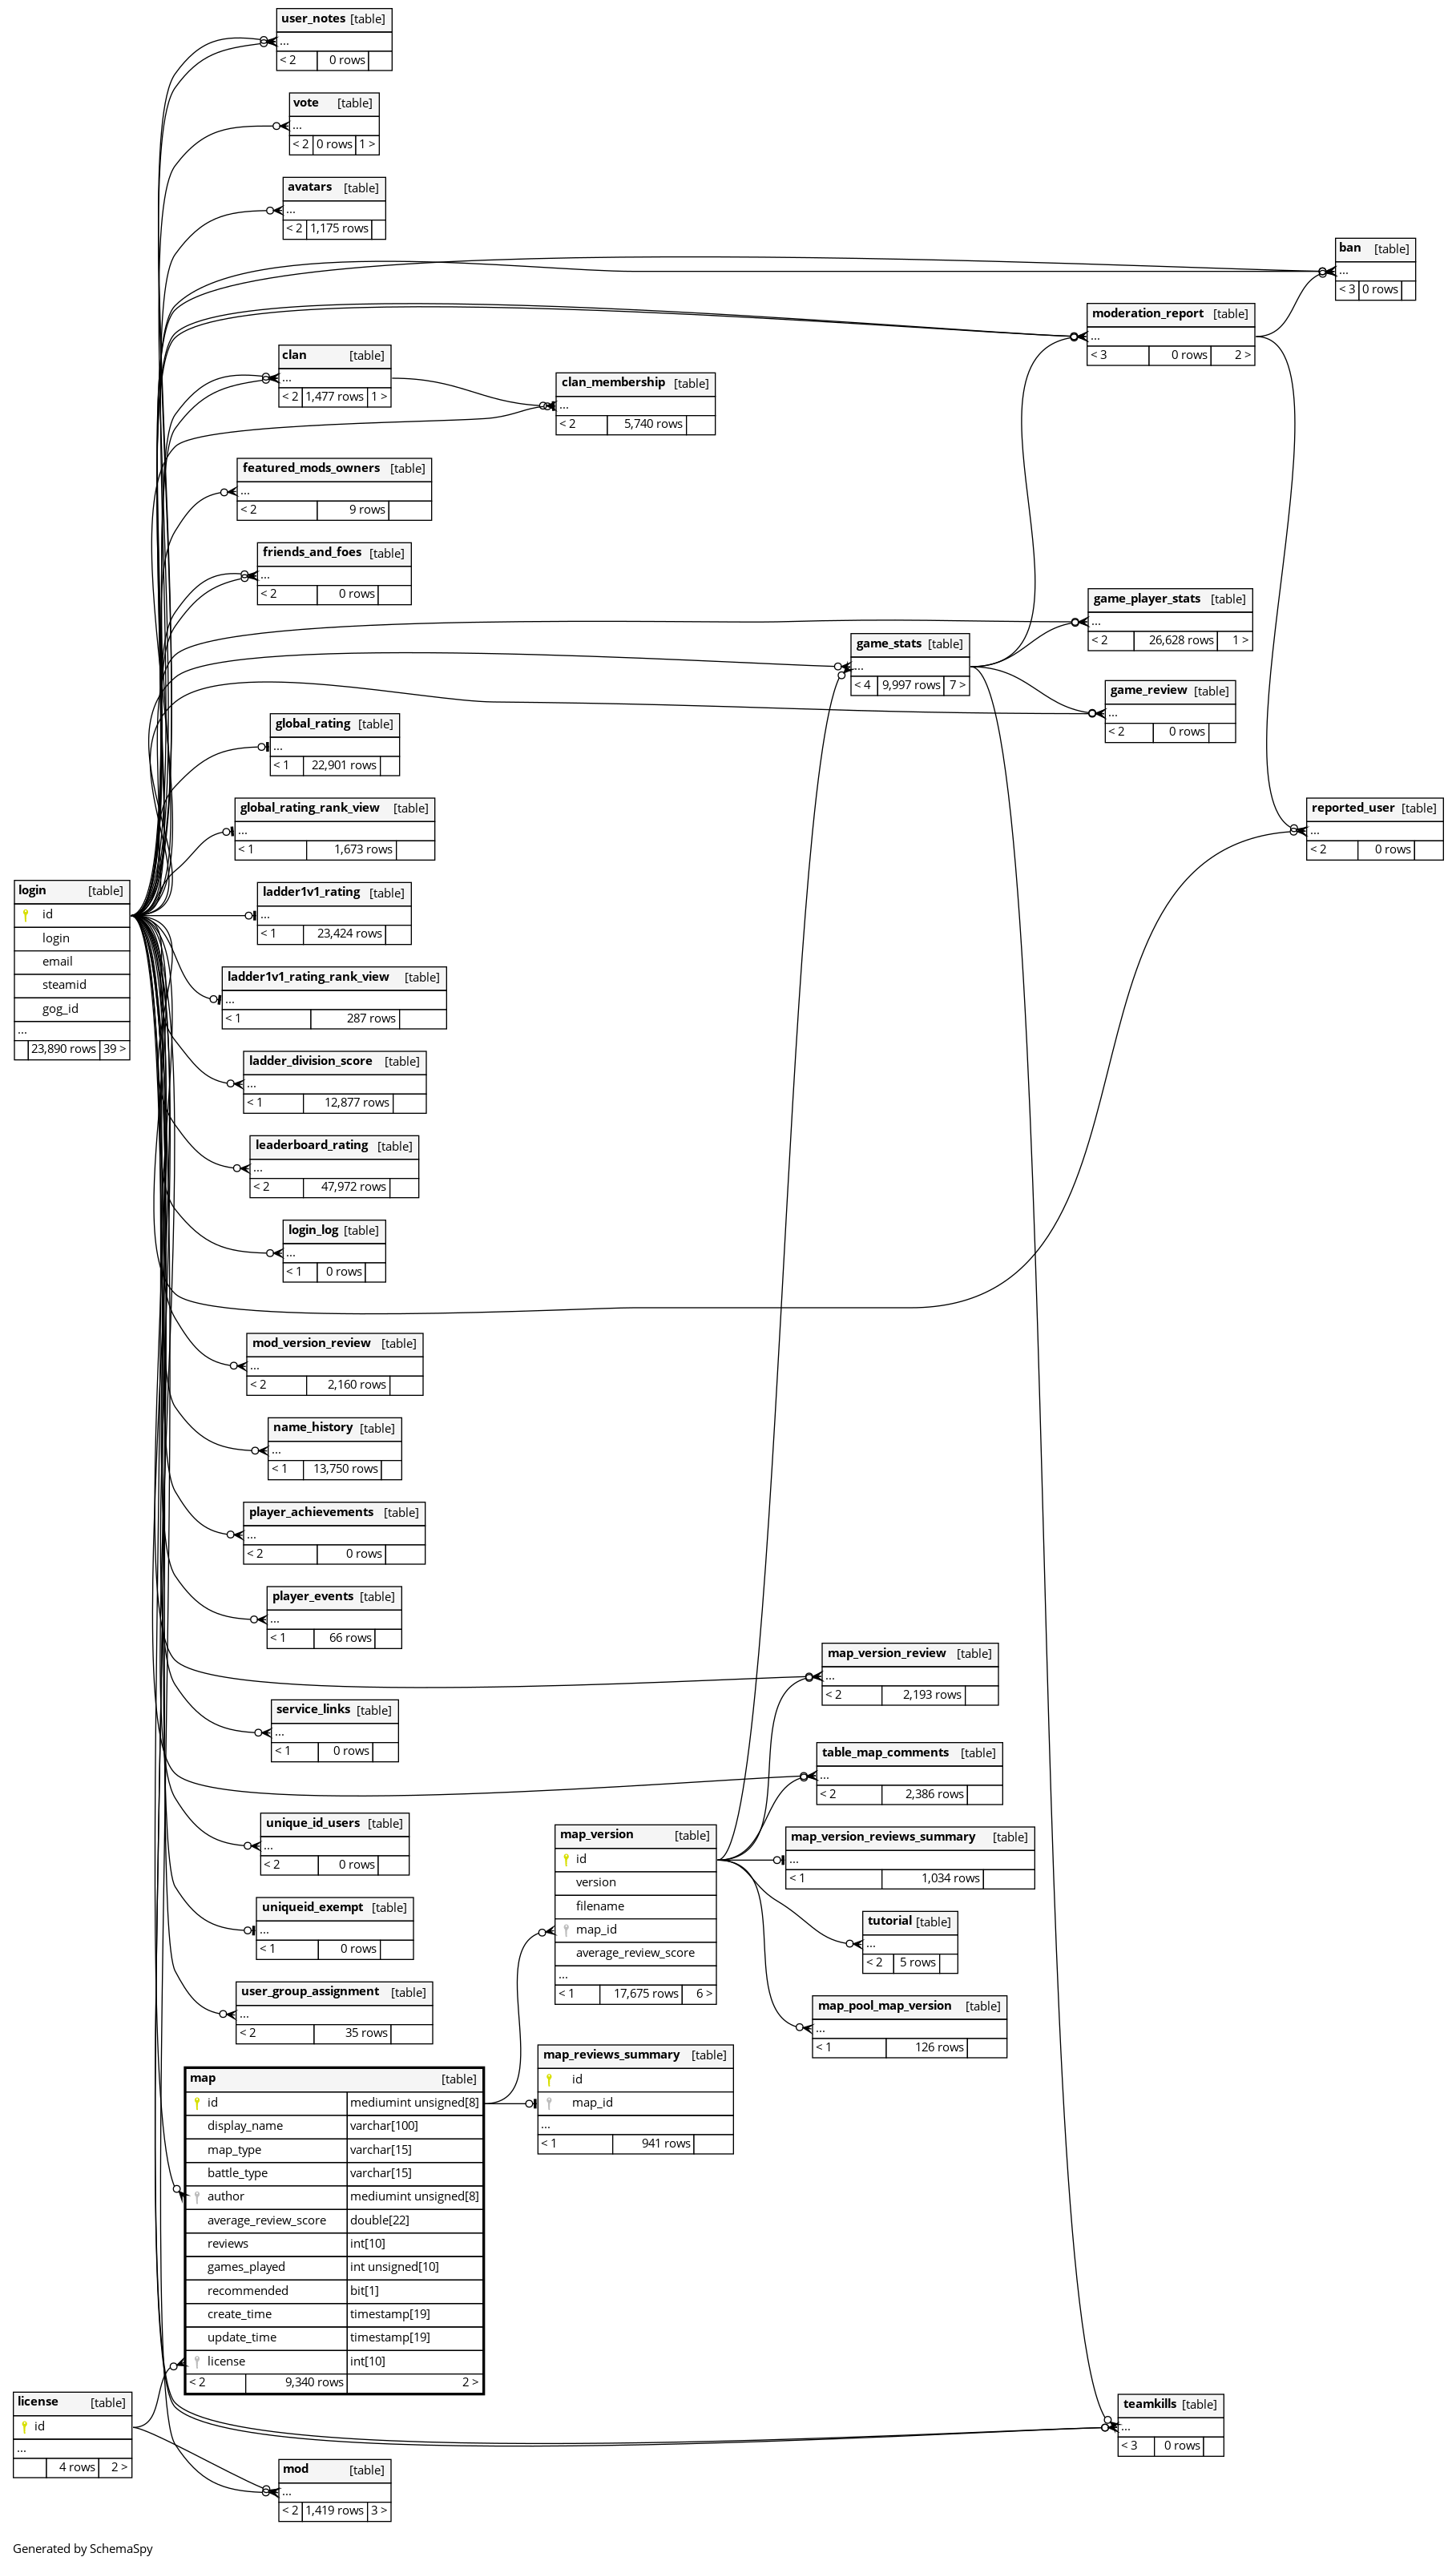 user_notes [table]
...
< 2 0 rows
vote [table]
...
< 2 0 rows 1 >
avatars [table]
...
< 2 1,175 rows
ban [table]
...
< 3 0 rows
moderation_report [table]
...
< 3 0 rows 2 >
clan [table]
...
< 2 1,477 rows 1 >
clan_membership [table]
...
< 2 5,740 rows
featured_mods_owners [table]
...
< 2 9 rows
friends_and_foes [table]
...
< 2 0 rows
game_player_stats [table]
...
< 2 26,628 rows 1 >
game_stats [table]
...
< 4 9,997 rows 7 >
game_review [table]
...
< 2 0 rows
global_rating [table]
...
< 1 22,901 rows
global_rating_rank_view [table]
...
< 1 1,673 rows
reported_user [table]
...
< 2 0 rows
login [table]
id
login
email
steamid
gog_id
...
23,890 rows 39 >
ladder1v1_rating [table]
...
< 1 23,424 rows
ladder1v1_rating_rank_view [table]
...
< 1 287 rows
ladder_division_score [table]
...
< 1 12,877 rows
leaderboard_rating [table]
...
< 2 47,972 rows
login_log [table]
...
< 1 0 rows
mod_version_review [table]
...
< 2 2,160 rows
name_history [table]
...
< 1 13,750 rows
player_achievements [table]
...
< 2 0 rows
player_events [table]
...
< 1 66 rows
map_version_review [table]
...
< 2 2,193 rows
service_links [table]
...
< 1 0 rows
table_map_comments [table]
...
< 2 2,386 rows
unique_id_users [table]
...
< 2 0 rows
map_version [table]
id
version
filename
map_id
average_review_score
...
< 1 17,675 rows 6 >
map_version_reviews_summary [table]
...
< 1 1,034 rows
uniqueid_exempt [table]
...
< 1 0 rows
tutorial [table]
...
< 2 5 rows
user_group_assignment [table]
...
< 2 35 rows
map_pool_map_version [table]
...
< 1 126 rows
map_reviews_summary [table]
id
map_id
...
< 1 941 rows
map [table]
id mediumint unsigned[8]
display_name varchar[100]
map_type varchar[15]
battle_type varchar[15]
author mediumint unsigned[8]
average_review_score double[22]
reviews int[10]
games_played int unsigned[10]
recommended bit[1]
create_time timestamp[19]
update_time timestamp[19]
license int[10]
< 2 9,340 rows 2 >
license [table]
id
...
4 rows 2 >
teamkills [table]
...
< 3 0 rows
mod [table]
...
< 2 1,419 rows 3 >
Generated by SchemaSpy